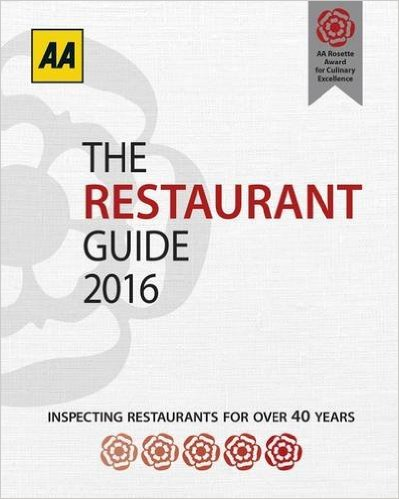 AA
AA Rosette
Award
for Culinary
Excellence
THE
RESTAURANT
GUIDE
2016
INSPECTING RESTAURANTS FOR OVER 40 YEARS